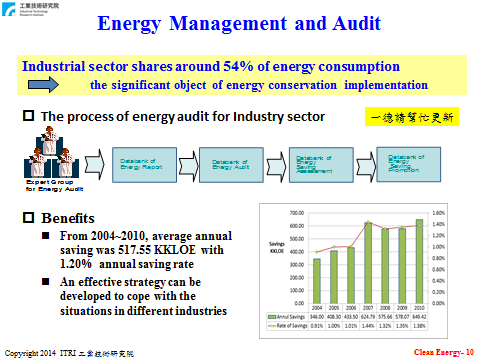 工業技術研究院
Industrial Technology
Research Institute
Energy Management and Audit
Industrial sector shares around 54% of energy consumption
the significant object of energy conservation implementation
The process of energy audit for Industry sector
一德請幫忙更新
Expert Group
for Energy Audit
Databank of
Energy Report
Databank of
Energy Audit
Databank of
Energy
Saving
Assessment
Databank of
Energy
Saving
Promotion
Benefits
From 2004~2010, average annual
saving was 517.55 KKLOE with
1.20% annual saving rate
An effective strategy can be
developed to cope with the
situations in different industries
Savings
KKLOE
700.00 1.60%
600.00 1.40%
500.00 1.20%
400.00 1.00%
300.00 0.80%
200.00 0.60%
100.00 0.40%
0.00 0.20%
0.00%
2004 2005 2006 2007 2008 2009 2010
Annul Savings 346.00 408.30 433.50 624.79 575.66 578.07 649.42
Rate of Savings 0.91% 1.00% 1.01% 1.44% 1.32% 1.35% 1.38%
Copyright 2014 ITRI 工業技術研究院
Clean Energy- 10